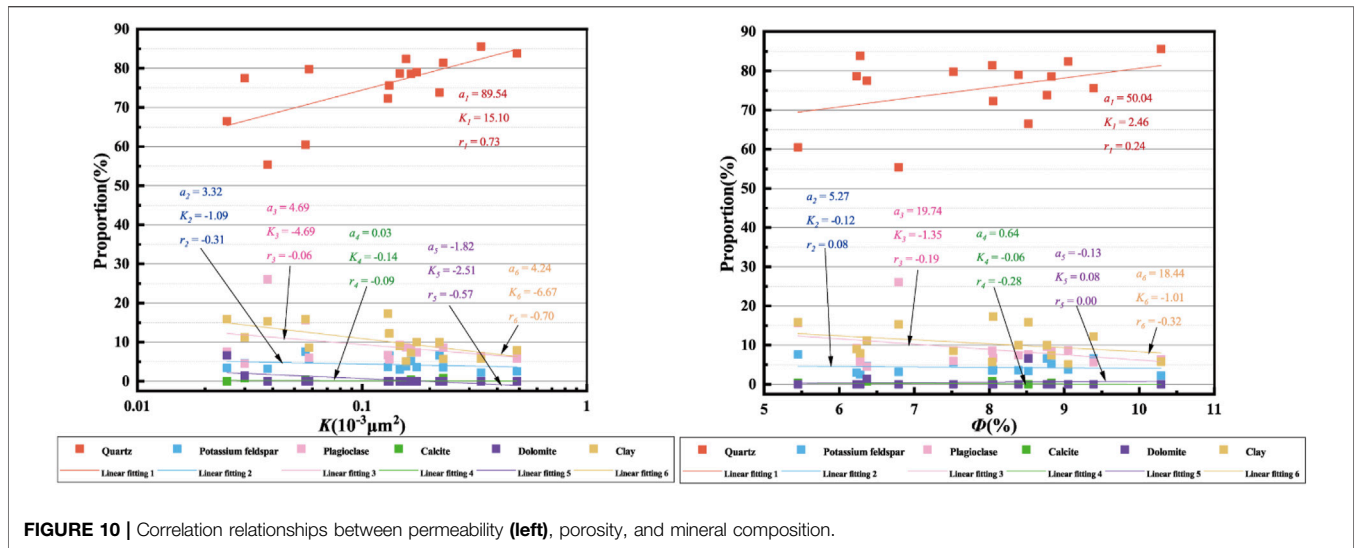 90
80
70
60
50
40
30
20
10
0
Proportion(%)
a1 = 89.54
K1 = 15.10
r1 = 0.73
a2 = 3.32
K2 = -1.09
r2 = -0.31
a3 = 4.69
K3 = -4.69
r3 = -0.06
a4 = 0.03
K4 = -0.14
r4 = -0.09
a5 = -1.82
K5 = -2.51
r5 = -0.57
a6 = 4.24
K6 = -6.67
r6 = -0.70
0.01 0.1 1
K(10⁻³μm²)
Quartz Potassium feldspar Plagioclase Calcite Dolomite Clay
Linear fitting 1 Linear fitting 2 Linear fitting 3 Linear fitting 4 Linear fitting 5 Linear fitting 6
90
80
70
60
50
40
30
20
10
0
Proportion(%)
a1 = 50.04
K1 = 2.46
r1 = 0.24
a2 = 5.27
K2 = -0.12
r2 = 0.08
a3 = 19.74
K3 = -1.35
r3 = -0.19
a4 = 0.64
K4 = -0.06
r4 = -0.28
a5 = -0.13
K5 = 0.08
r5 = 0.00
a6 = 18.44
K6 = -1.01
r6 = -0.32
5 6 7 8 9 10 11
Φ(%)
Quartz Potassium feldspar Plagioclase Calcite Dolomite Clay
Linear fitting 1 Linear fitting 2 Linear fitting 3 Linear fitting 4 Linear fitting 5 Linear fitting 6
FIGURE 10 | Correlation relationships between permeability (left), porosity, and mineral composition.